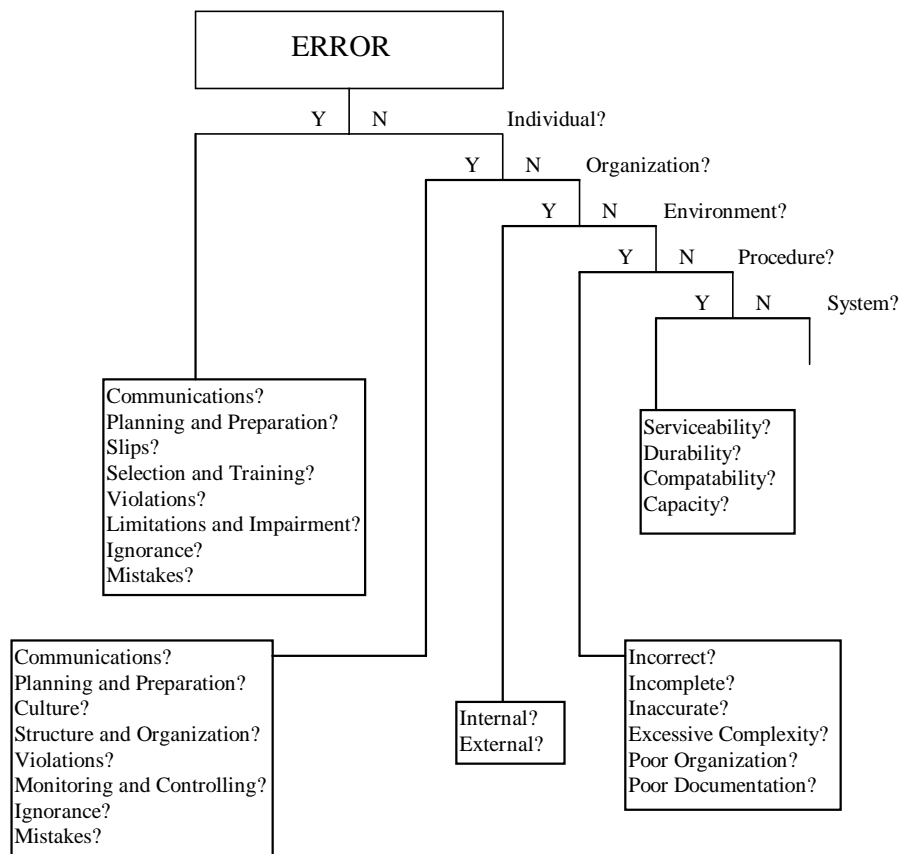 ERROR
Y N Individual?
Y N Organization?
Y N Environment?
Y N Procedure?
Y N System?
Communications?
Planning and Preparation?
Slips?
Selection and Training?
Violations?
Limitations and Impairment?
Ignorance?
Mistakes?
Serviceability?
Durability?
Compatability?
Capacity?
Communications?
Planning and Preparation?
Culture?
Structure and Organization?
Violations?
Monitoring and Controlling?
Ignorance?
Mistakes?
Internal?
External?
Incorrect?
Incomplete?
Inaccurate?
Excessive Complexity?
Poor Organization?
Poor Documentation?